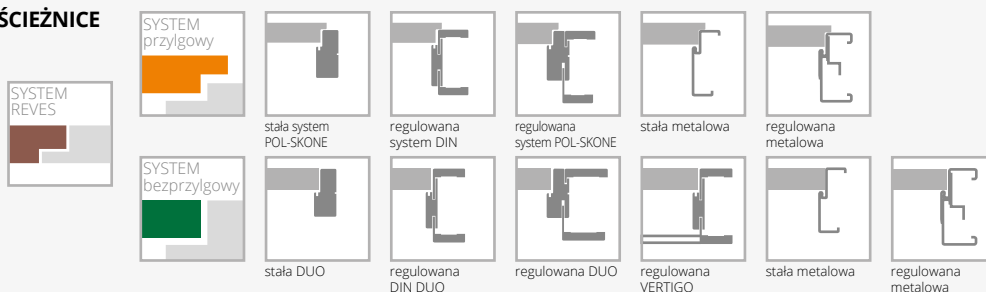 ŚCIEŻNICE
SYSTEM
przylgowy
stała system
POL-SKONE
regulowana
system DIN
regulowana
system POL-SKONE
stała metalowa
regulowana
metalowa
SYSTEM
REVES
SYSTEM
bezprzylgowy
stała DUO
regulowana
DIN DUO
regulowana DUO
regulowana
VERTIGO
stała metalowa
regulowana
metalowa